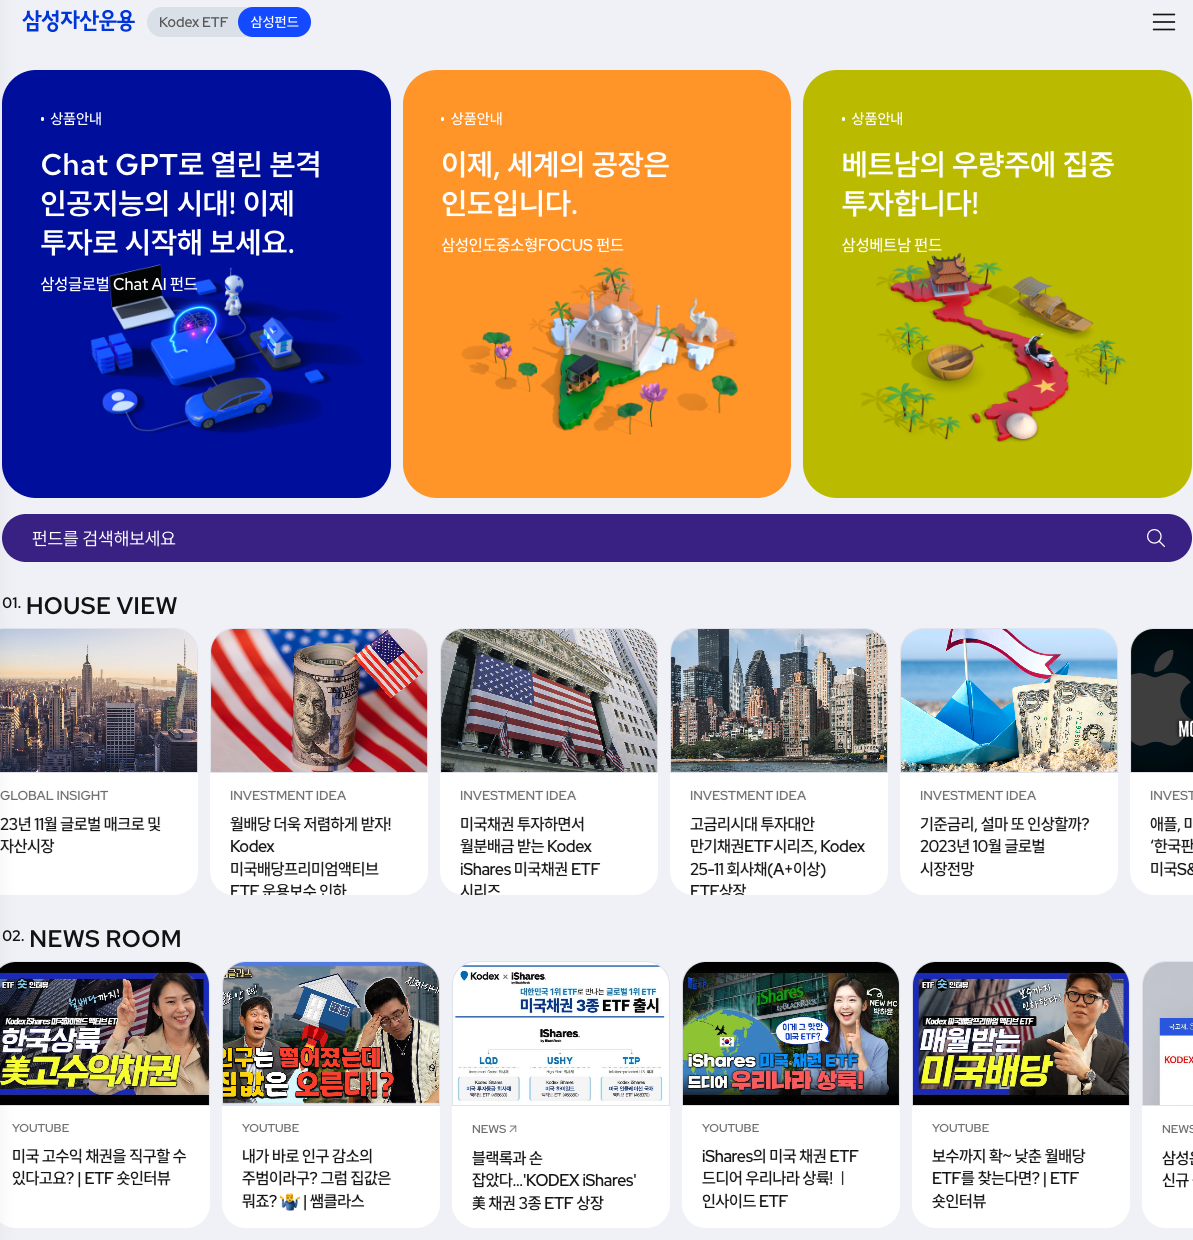 삼성자산운용
Kodex ETF
삼성펀드
• 상품안내
Chat GPT로 열린 본격
인공지능의 시대! 이제
투자로 시작해 보세요.
삼성글로벌 Chat AI 펀드
• 상품안내
이제, 세계의 공장은
인도입니다.
삼성인도중소형FOCUS 펀드
• 상품안내
베트남의 우량주에 집중
투자합니다!
삼성베트남 펀드
펀드를 검색해보세요
01. HOUSE VIEW
GLOBAL INSIGHT
23년 11월 글로벌 매크로 및
자산시장
INVESTMENT IDEA
월배당 더욱 저렴하게 받자!
Kodex
미국배당프리미엄액티브
ETF 운용보수 인하
INVESTMENT IDEA
미국채권 투자하면서
월분배금 받는 Kodex
iShares 미국채권 ETF
시리즈
INVESTMENT IDEA
고금리시대 투자대안
만기채권ETF시리즈, Kodex
25-11 회사채(A+이상)
ETF상장
INVESTMENT IDEA
기준금리, 설마 또 인상할까?
2023년 10월 글로벌
시장전망
MO
INVEST
애플, 미
‘한국판
미국S&
02. NEWS ROOM
ETF 숏 인터뷰
월배당까지!
Kodex iShares 미국하이일드 액티브 ET
한국상륙
美고수익채권
YOUTUBE
미국 고수익 채권을 직구할 수
있다고요? | ETF 숏인터뷰
인구는 떨어졌는데
집값은 오른다!?
YOUTUBE
내가 바로 인구 감소의
주범이라구? 그럼 집값은
뭐죠? 🤷‍♂️ | 쌤클라스
Kodex × iShares
대한민국 1위 ETF로 만나는 글로벌 1위 ETF
미국채권 3종 ETF 출시
iShares.
by BlackRock
LQD USHY TIP
NEWS ↗
블랙록과 손
잡았다...'KODEX iShares'
美 채권 3종 ETF 상장
iShares
BLACKROCK
NEW MC
박하윤
이게 그 핫한
미국 ETF?
iShares 미국 채권 ETF
드디어 우리나라 상륙!
YOUTUBE
iShares의 미국 채권 ETF
드디어 우리나라 상륙! ㅣ
인사이드 ETF
ETF 숏 인터뷰
보수까지
인하한다!
Kodex 미국배당프리미엄 액티브 ETF
매월받는
미국배당
YOUTUBE
보수까지 확~ 낮춘 월배당
ETF를 찾는다면? | ETF
숏인터뷰
KODEX
NEWS
삼성운
신규